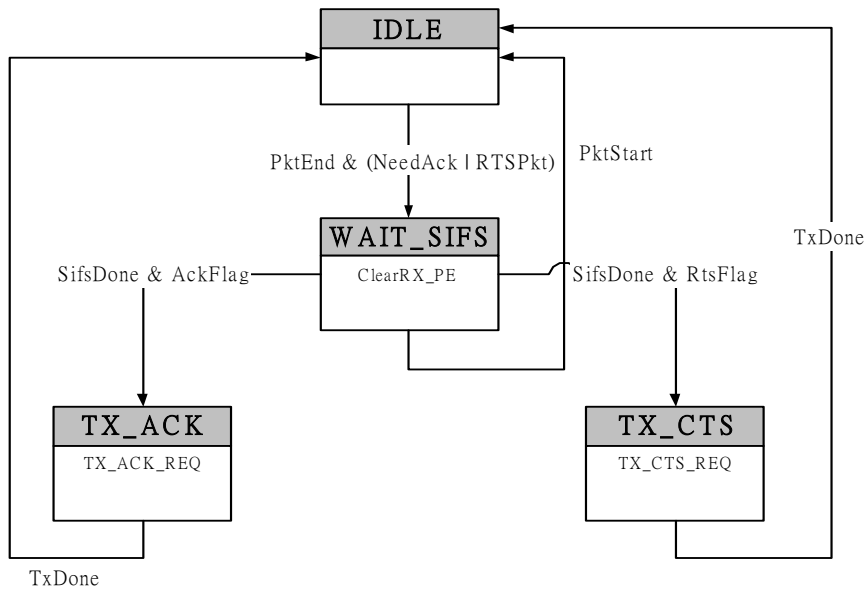 IDLE
PktEnd & (NeedAck | RTSPkt)
PktStart
WAIT_SIFS
ClearRX_PE
TxDone
SifsDone & AckFlag
SifsDone & RtsFlag
TX_ACK
TX_ACK_REQ
TX_CTS
TX_CTS_REQ
TxDone